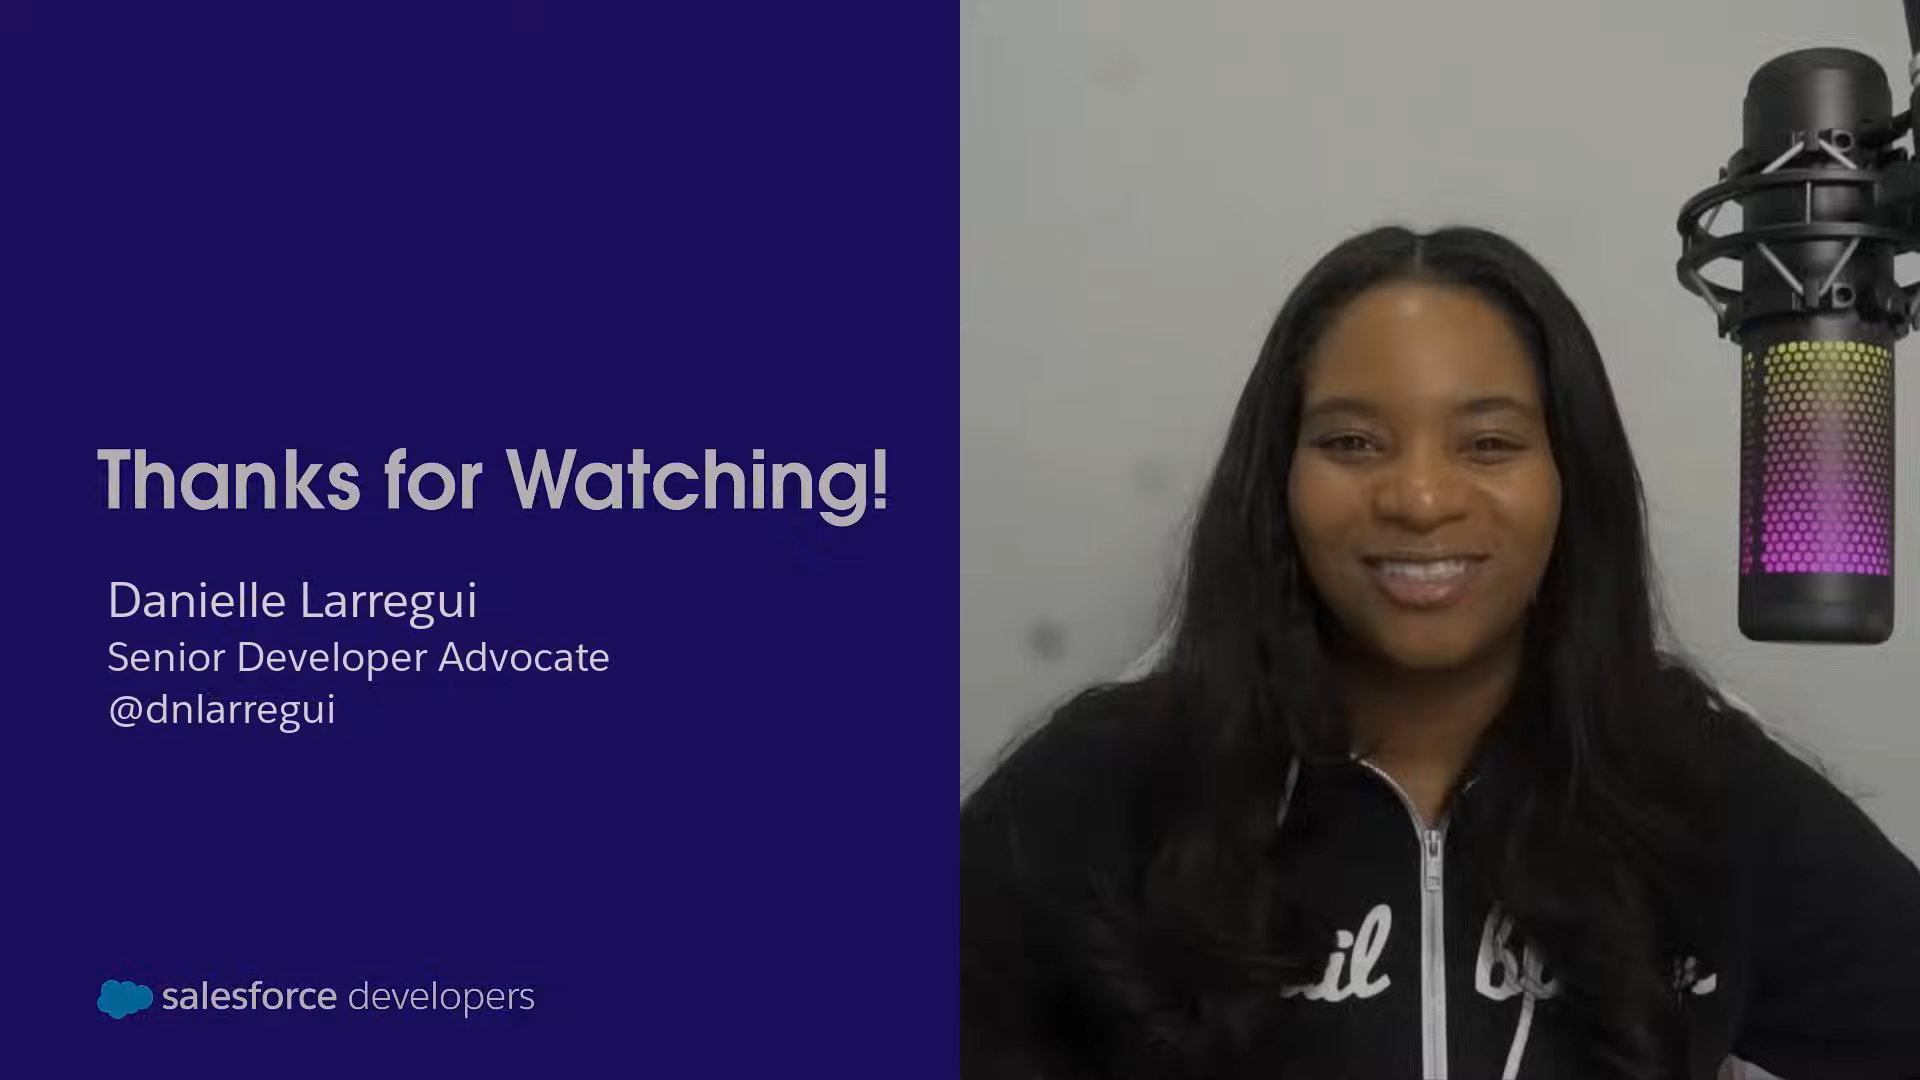 Thanks for Watching!
Danielle Larregui
Senior Developer Advocate
@dnlarregui
salesforce developers